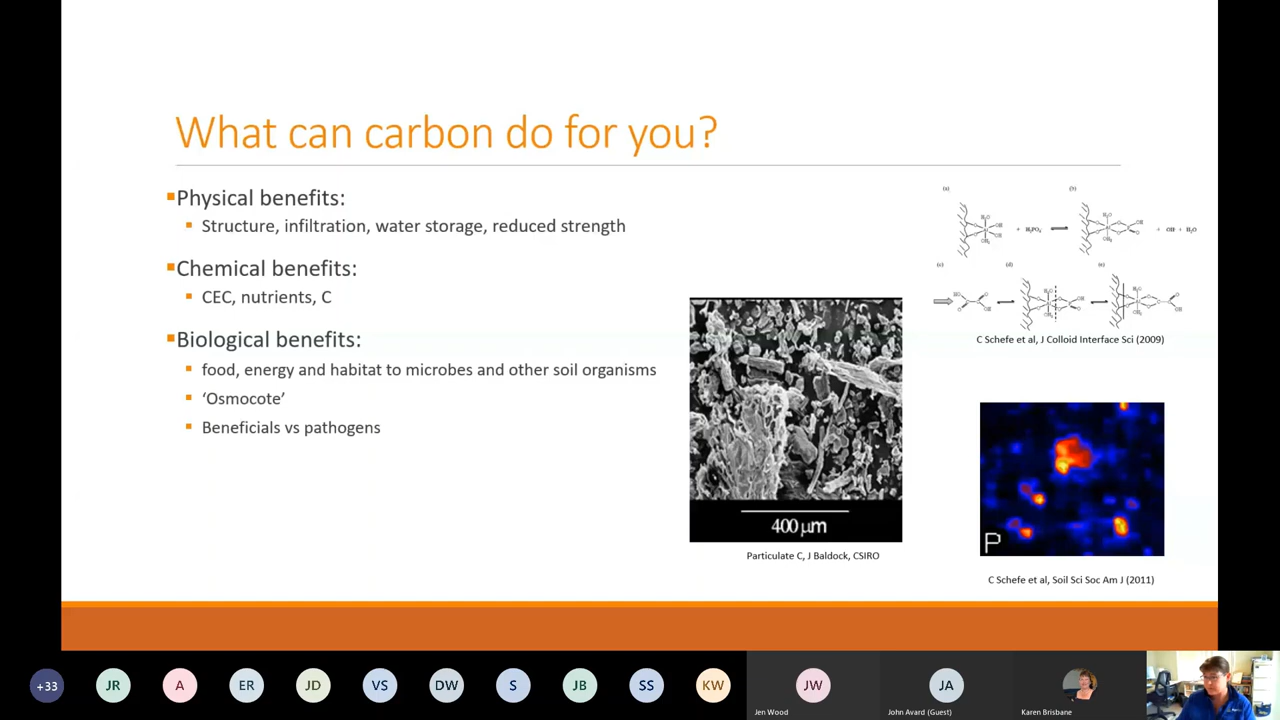 What can carbon do for you?
Physical benefits:
Structure, infiltration, water storage, reduced strength
Chemical benefits:
CEC, nutrients, C
Biological benefits:
food, energy and habitat to microbes and other soil organisms
‘Osmocote’
Beneficials vs pathogens
400 μm
Particulate C, J Baldock, CSIRO
(a)
(b)
+ H₂PO₄⁻
+ OH⁻ + H₂O
(c)
(d)
(e)
C Schefe et al, J Colloid Interface Sci (2009)
P
C Schefe et al, Soil Sci Soc Am J (2011)
+33
JR
A
ER
JD
VS
DW
S
JB
SS
KW
JW
Jen Wood
JA
John Avard (Guest)
Karen Brisbane